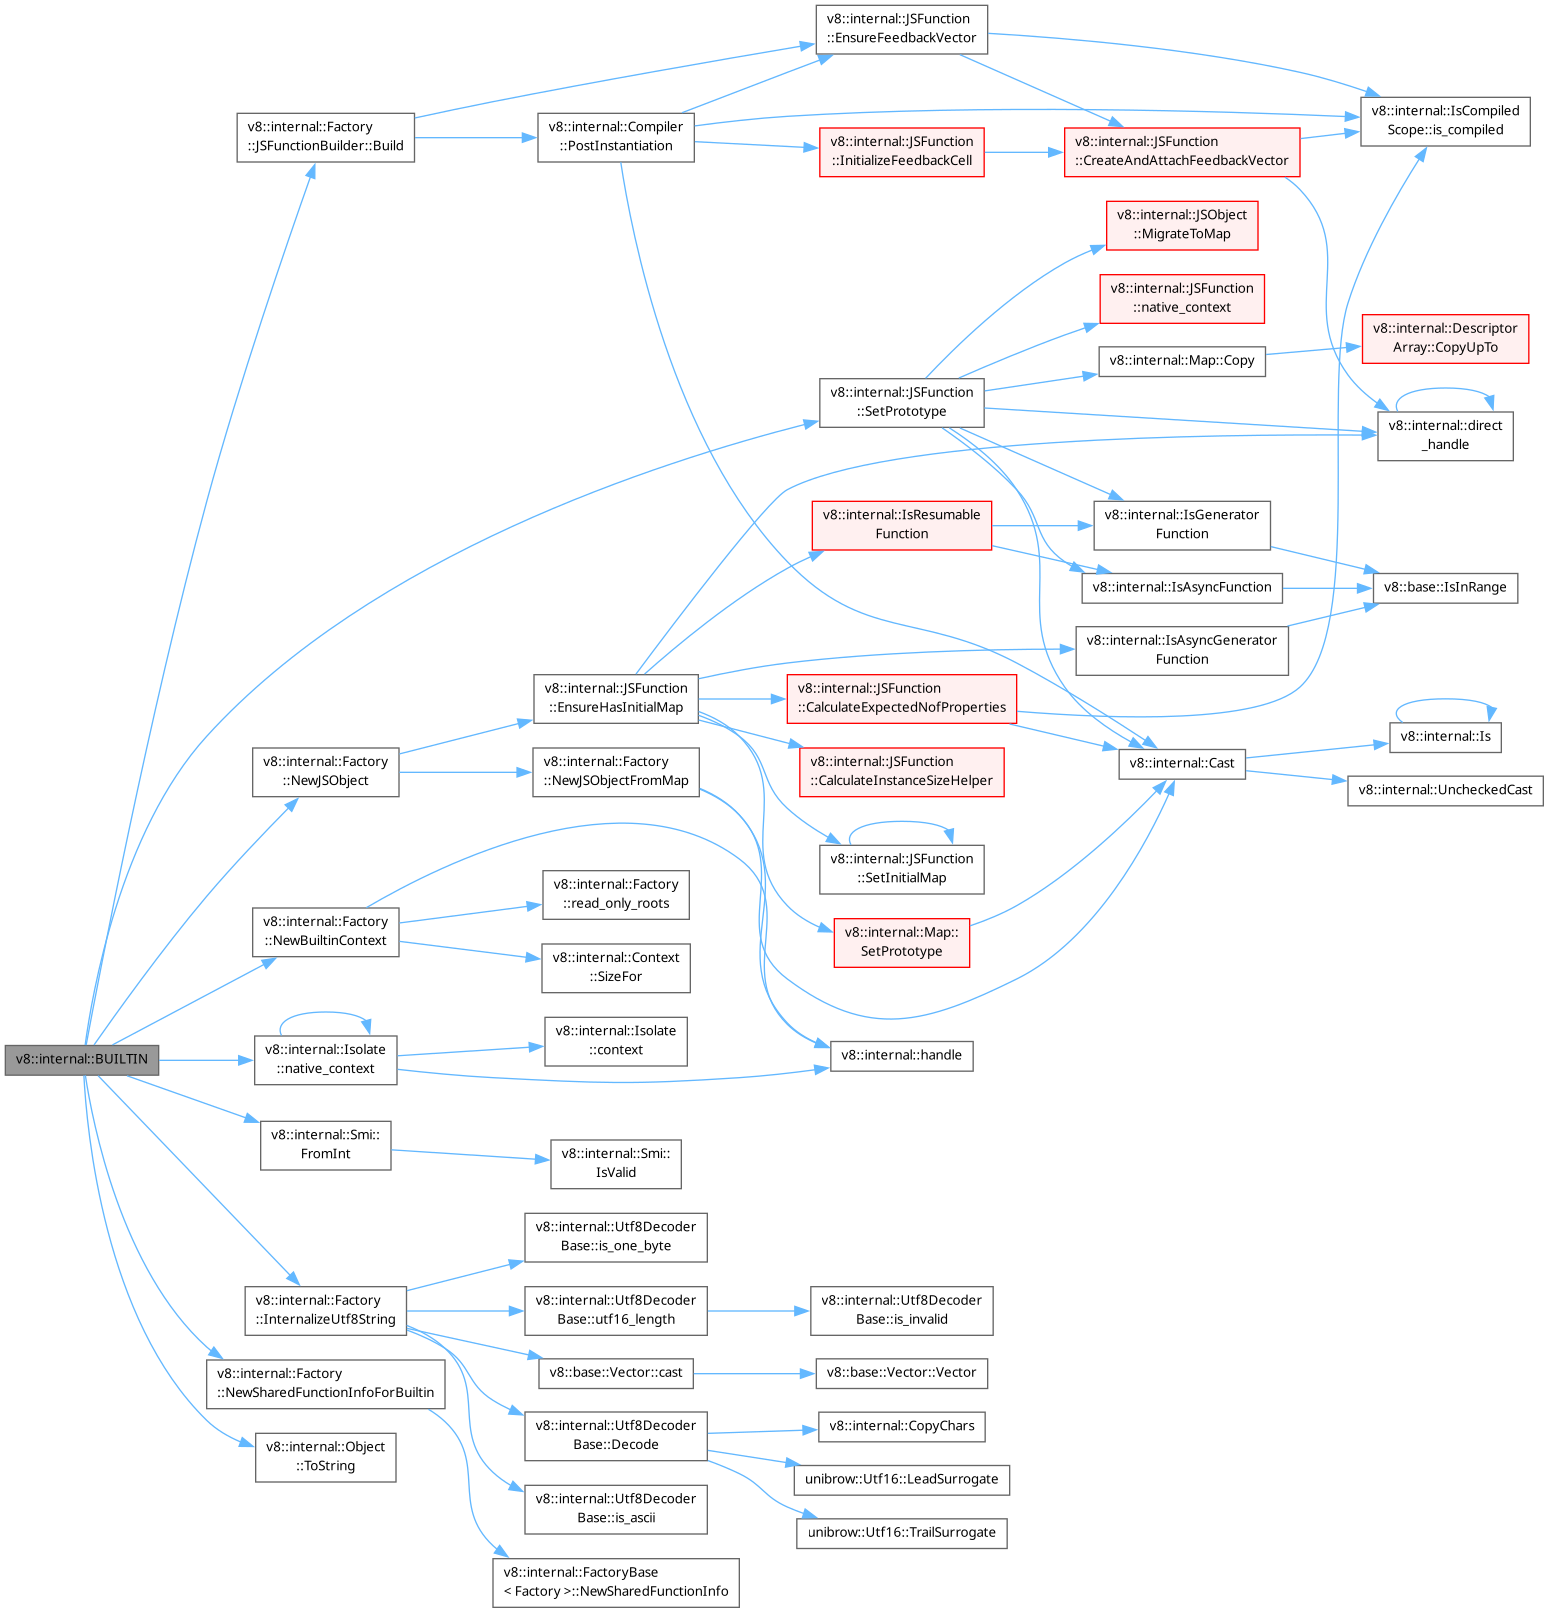 v8::internal::JSFunction
::EnsureFeedbackVector
v8::internal::IsCompiled
Scope::is_compiled
v8::internal::Factory
::JSFunctionBuilder::Build
v8::internal::Compiler
::PostInstantiation
v8::internal::JSFunction
::InitializeFeedbackCell
v8::internal::JSFunction
::CreateAndAttachFeedbackVector
v8::internal::JSObject
::MigrateToMap
v8::internal::JSFunction
::native_context
v8::internal::Descriptor
Array::CopyUpTo
v8::internal::Map::Copy
v8::internal::JSFunction
::SetPrototype
v8::internal::direct
_handle
v8::internal::IsResumable
Function
v8::internal::IsGenerator
Function
v8::internal::IsAsyncFunction
v8::base::IsInRange
v8::internal::IsAsyncGenerator
Function
v8::internal::JSFunction
::EnsureHasInitialMap
v8::internal::JSFunction
::CalculateExpectedNofProperties
v8::internal::Is
v8::internal::Factory
::NewJSObject
v8::internal::Factory
::NewJSObjectFromMap
v8::internal::JSFunction
::CalculateInstanceSizeHelper
v8::internal::Cast
v8::internal::UncheckedCast
v8::internal::JSFunction
::SetInitialMap
v8::internal::Factory
::read_only_roots
v8::internal::Factory
::NewBuiltinContext
v8::internal::Map::
SetPrototype
v8::internal::Context
::SizeFor
v8::internal::BUILTIN
v8::internal::Isolate
::native_context
v8::internal::Isolate
::context
v8::internal::handle
v8::internal::Smi::
FromInt
v8::internal::Smi::
IsValid
v8::internal::Utf8Decoder
Base::is_one_byte
v8::internal::Factory
::InternalizeUtf8String
v8::internal::Utf8Decoder
Base::utf16_length
v8::internal::Utf8Decoder
Base::is_invalid
v8::internal::Factory
::NewSharedFunctionInfoForBuiltin
v8::base::Vector::cast
v8::base::Vector::Vector
v8::internal::Utf8Decoder
Base::Decode
v8::internal::CopyChars
v8::internal::Object
::ToString
unibrow::Utf16::LeadSurrogate
v8::internal::Utf8Decoder
Base::is_ascii
unibrow::Utf16::TrailSurrogate
v8::internal::FactoryBase
< Factory >::NewSharedFunctionInfo